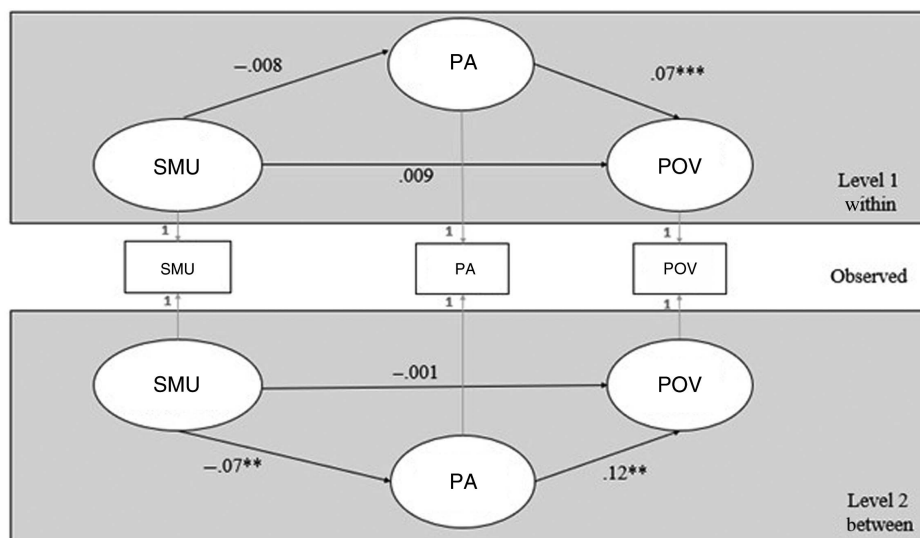 PA
–.008
.07***
SMU
POV
.009
Level 1
within
1
1
1
SMU
PA
POV
Observed
1
1
1
SMU
–.001
POV
–.07**
PA
.12**
Level 2
between